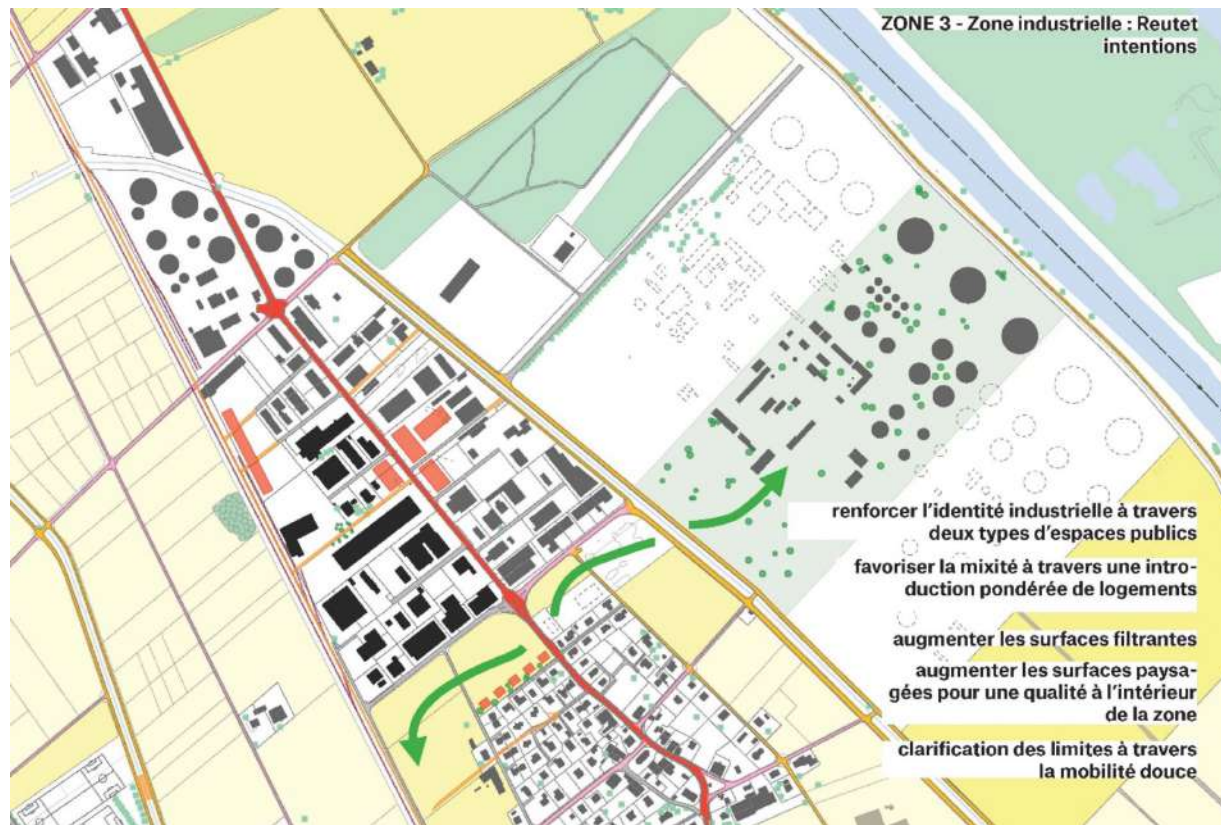 ZONE 3 - Zone industrielle : Reutet
intentions
renforcer l'identité industrielle à travers
deux types d'espaces publics
favoriser la mixité à travers une intro-
duction pondérée de logements
augmenter les surfaces filtrantes
augmenter les surfaces paysa-
gées pour une qualité à l'intérieur
de la zone
clarification des limites à travers
la mobilité douce